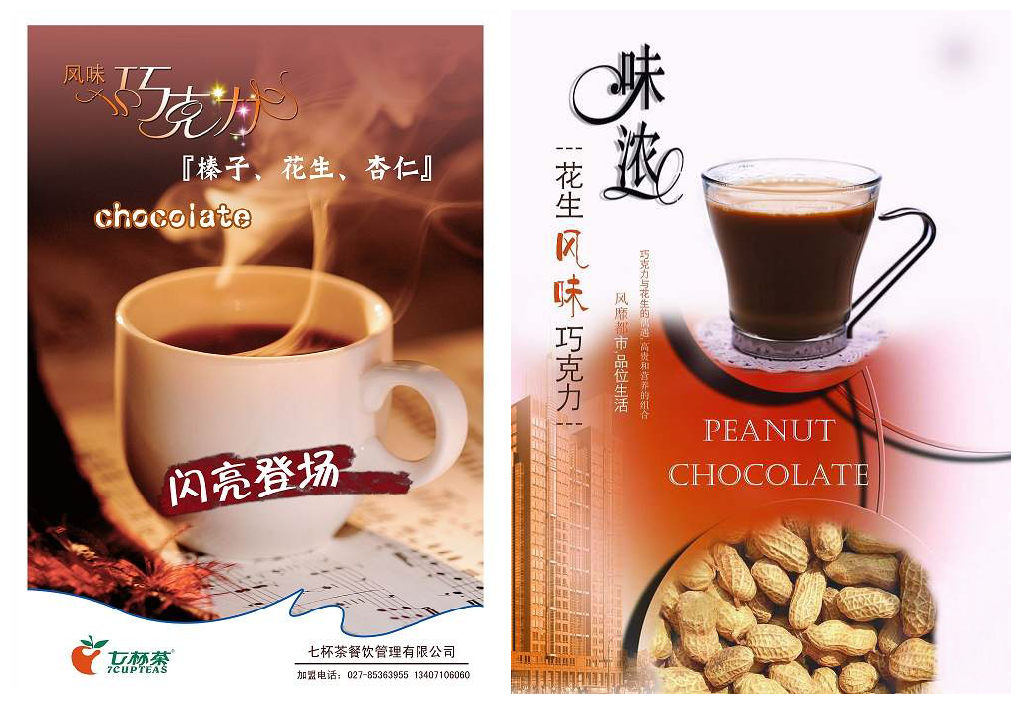 风味
巧克力
『榛子、花生、杏仁』
chocolate
闪亮登场
七杯茶
7CUPTEAS
七杯茶餐饮管理有限公司
加盟电话：027-85363955 13407106060
味浓
---花生风味巧克力---
风靡都市,品位生活
巧克力与花生的偶遇,高贵和营养的组合
PEANUT
CHOCOLATE